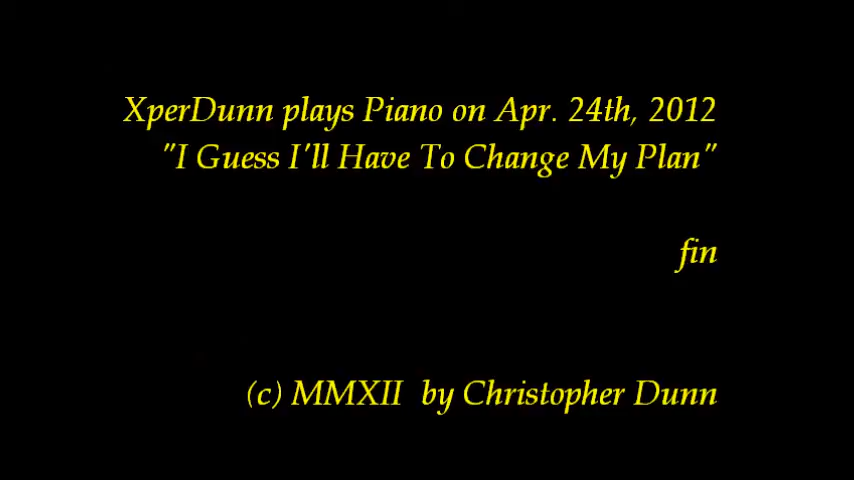 XperDunn plays Piano on Apr. 24th, 2012
"I Guess I'll Have To Change My Plan"
fin
(c) MMXII  by Christopher Dunn